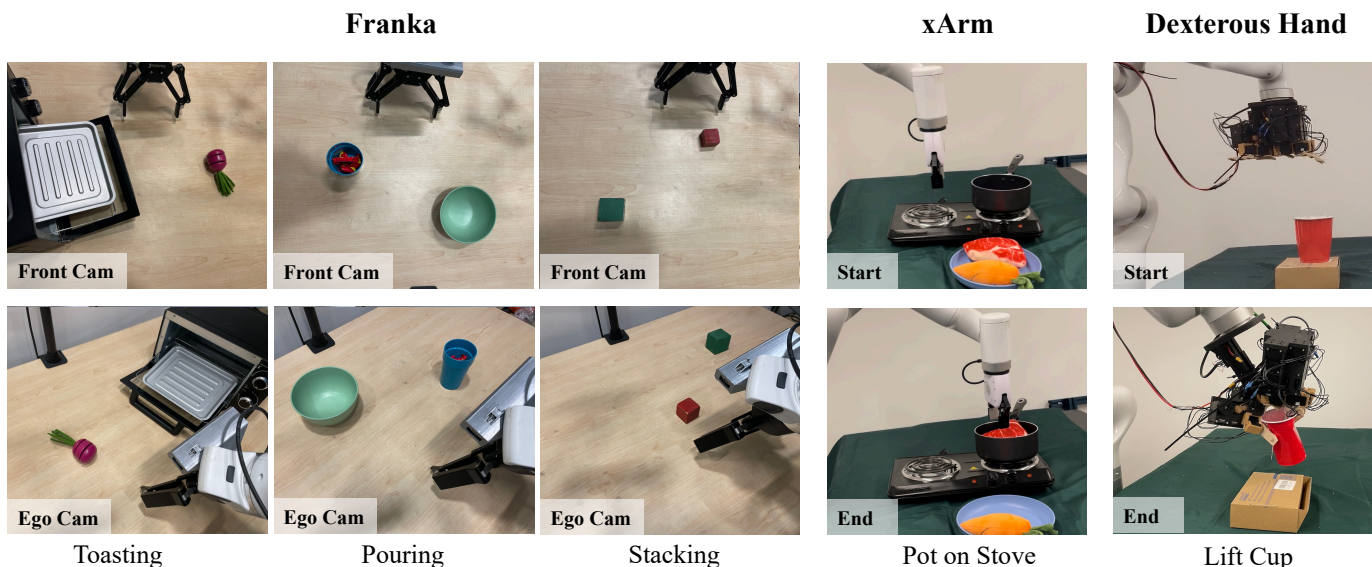 Franka
xArm
Dexterous Hand
Front Cam
Front Cam
Front Cam
Start
Start
Ego Cam
Ego Cam
Ego Cam
End
End
Toasting
Pouring
Stacking
Pot on Stove
Lift Cup